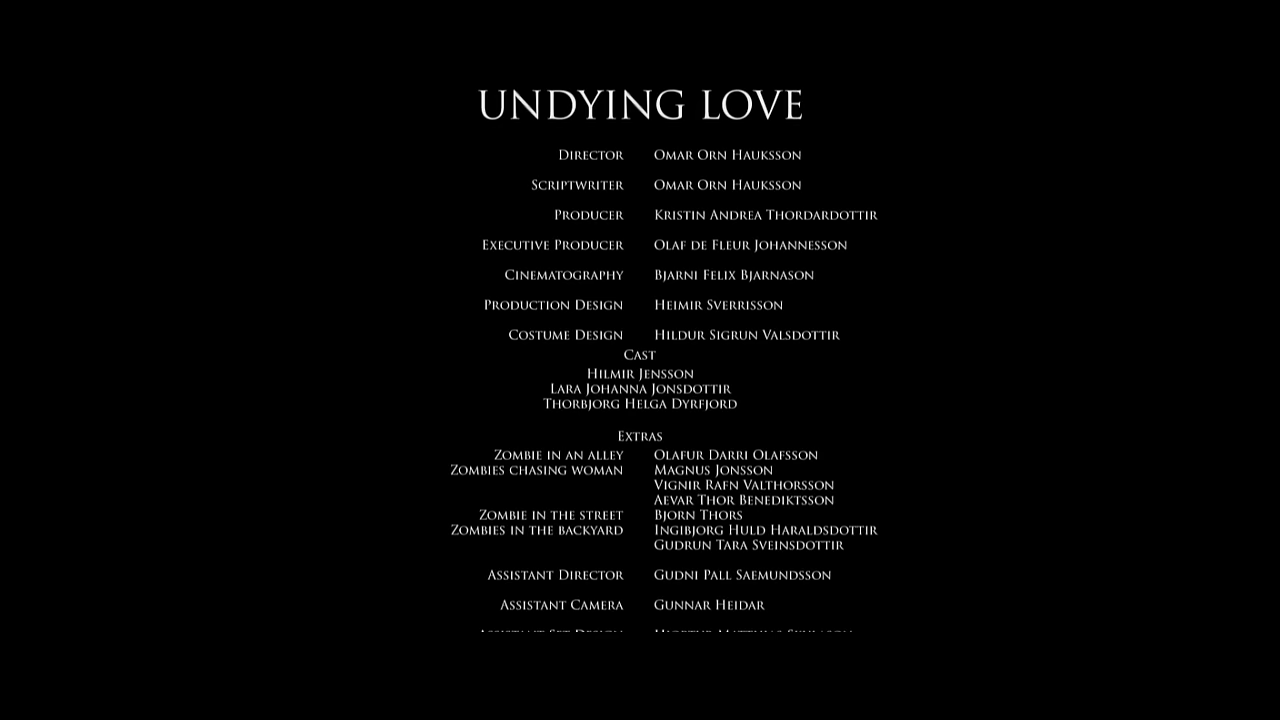 UNDYING LOVE
DIRECTOR OMAR ORN HAUKSSON
SCRIPTWRITER OMAR ORN HAUKSSON
PRODUCER KRISTIN ANDREA THORDARDOTTIR
EXECUTIVE PRODUCER OLAF DE FLEUR JOHANNESSON
CINEMATOGRAPHY BJARNI FELIX BJARNASON
PRODUCTION DESIGN HEIMIR SVERRISSON
COSTUME DESIGN HILDUR SIGRUN VALSDOTTIR
CAST
HILMIR JENSSON
LARA JOHANNA JONSDOTTIR
THORBJORG HELGA DYRFJORD
EXTRAS
ZOMBIE IN AN ALLEY OLAFUR DARRI OLAFSSON
ZOMBIES CHASING WOMAN MAGNUS JONSSON
VIGNIR RAFN VALTHORSSON
AEVAR THOR BENEDIKTSSON
ZOMBIE IN THE STREET BJORN THORS
ZOMBIES IN THE BACKYARD INGIBJORG HULD HARALDSDOTTIR
GUDRUN TARA SVEINSDOTTIR
ASSISTANT DIRECTOR GUDNI PALL SAEMUNDSSON
ASSISTANT CAMERA GUNNAR HEIDAR
ASSISTANT SET DESIGN